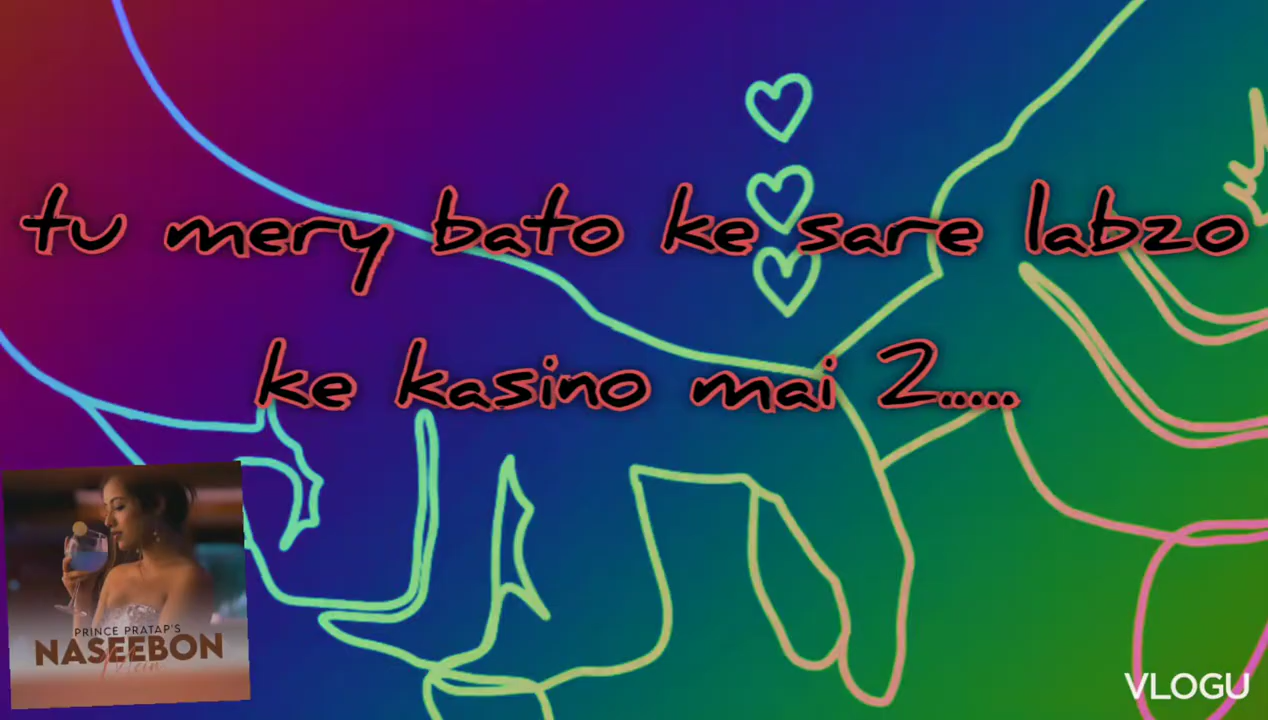 tu mery bato ke sare labzo
ke kasino mai 2.....
PRINCE PRATAP'S
NASEEBON
VLOGU